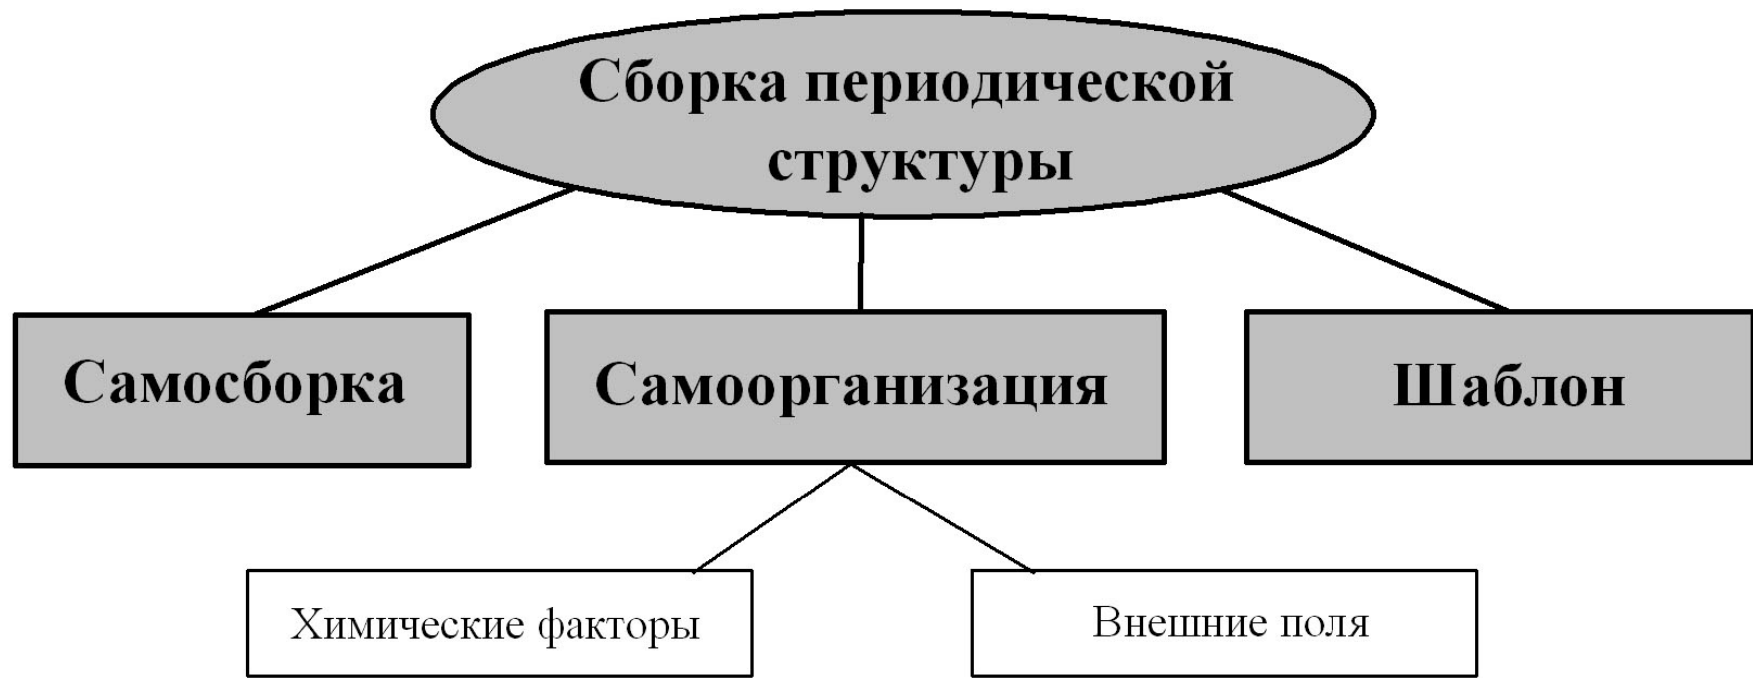 Сборка периодической
структуры
Самосборка
Самоорганизация
Шаблон
Химические факторы
Внешние поля